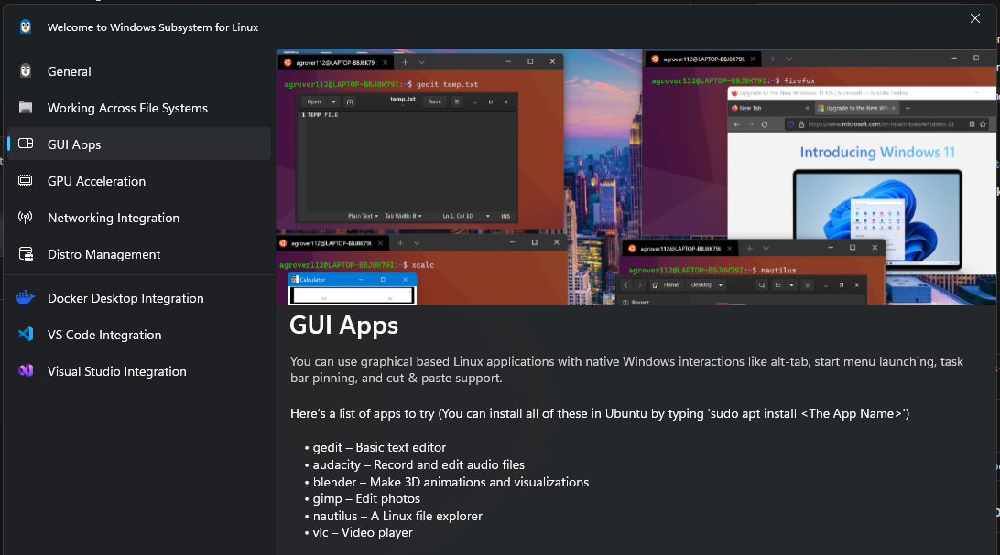 Welcome to Windows Subsystem for Linux
General
Working Across File Systems
GUI Apps
GPU Acceleration
Networking Integration
Distro Management
Docker Desktop Integration
VS Code Integration
Visual Studio Integration
agrover112@LAPTOP-BBJ8K79I:
agrover112@LAPTOP-BBJ8K79I:~$ gedit temp.txt
Open
temp.txt
Save
1 TEMP FILE
Plain Text
Tab Width: 8
Ln 1, Col 10
INS
agrover112@LAPTOP-BBJ8K79I:
agrover112@LAPTOP-BBJ8K79I:~$ firefox
Upgrade to the New Windows 11 OS | Microsoft — Mozilla Firefox
New Tab
Upgrade to the New Win
https://www.microsoft.com/en-in/windows/windows-11
Introducing Windows 11
agrover112@LAPTOP-BBJ8K79I:
agrover112@LAPTOP-BBJ8K79I:~$ xcalc
Calculator
agrover112@LAPTOP-BBJ8K79I:
agrover112@LAPTOP-BBJ8K79I:~$ nautilus
Home
Desktop
Recent
GUI Apps
You can use graphical based Linux applications with native Windows interactions like alt-tab, start menu launching, task
bar pinning, and cut & paste support.
Here's a list of apps to try (You can install all of these in Ubuntu by typing 'sudo apt install <The App Name>')
• gedit – Basic text editor
• audacity – Record and edit audio files
• blender – Make 3D animations and visualizations
• gimp – Edit photos
• nautilus – A Linux file explorer
• vlc – Video player